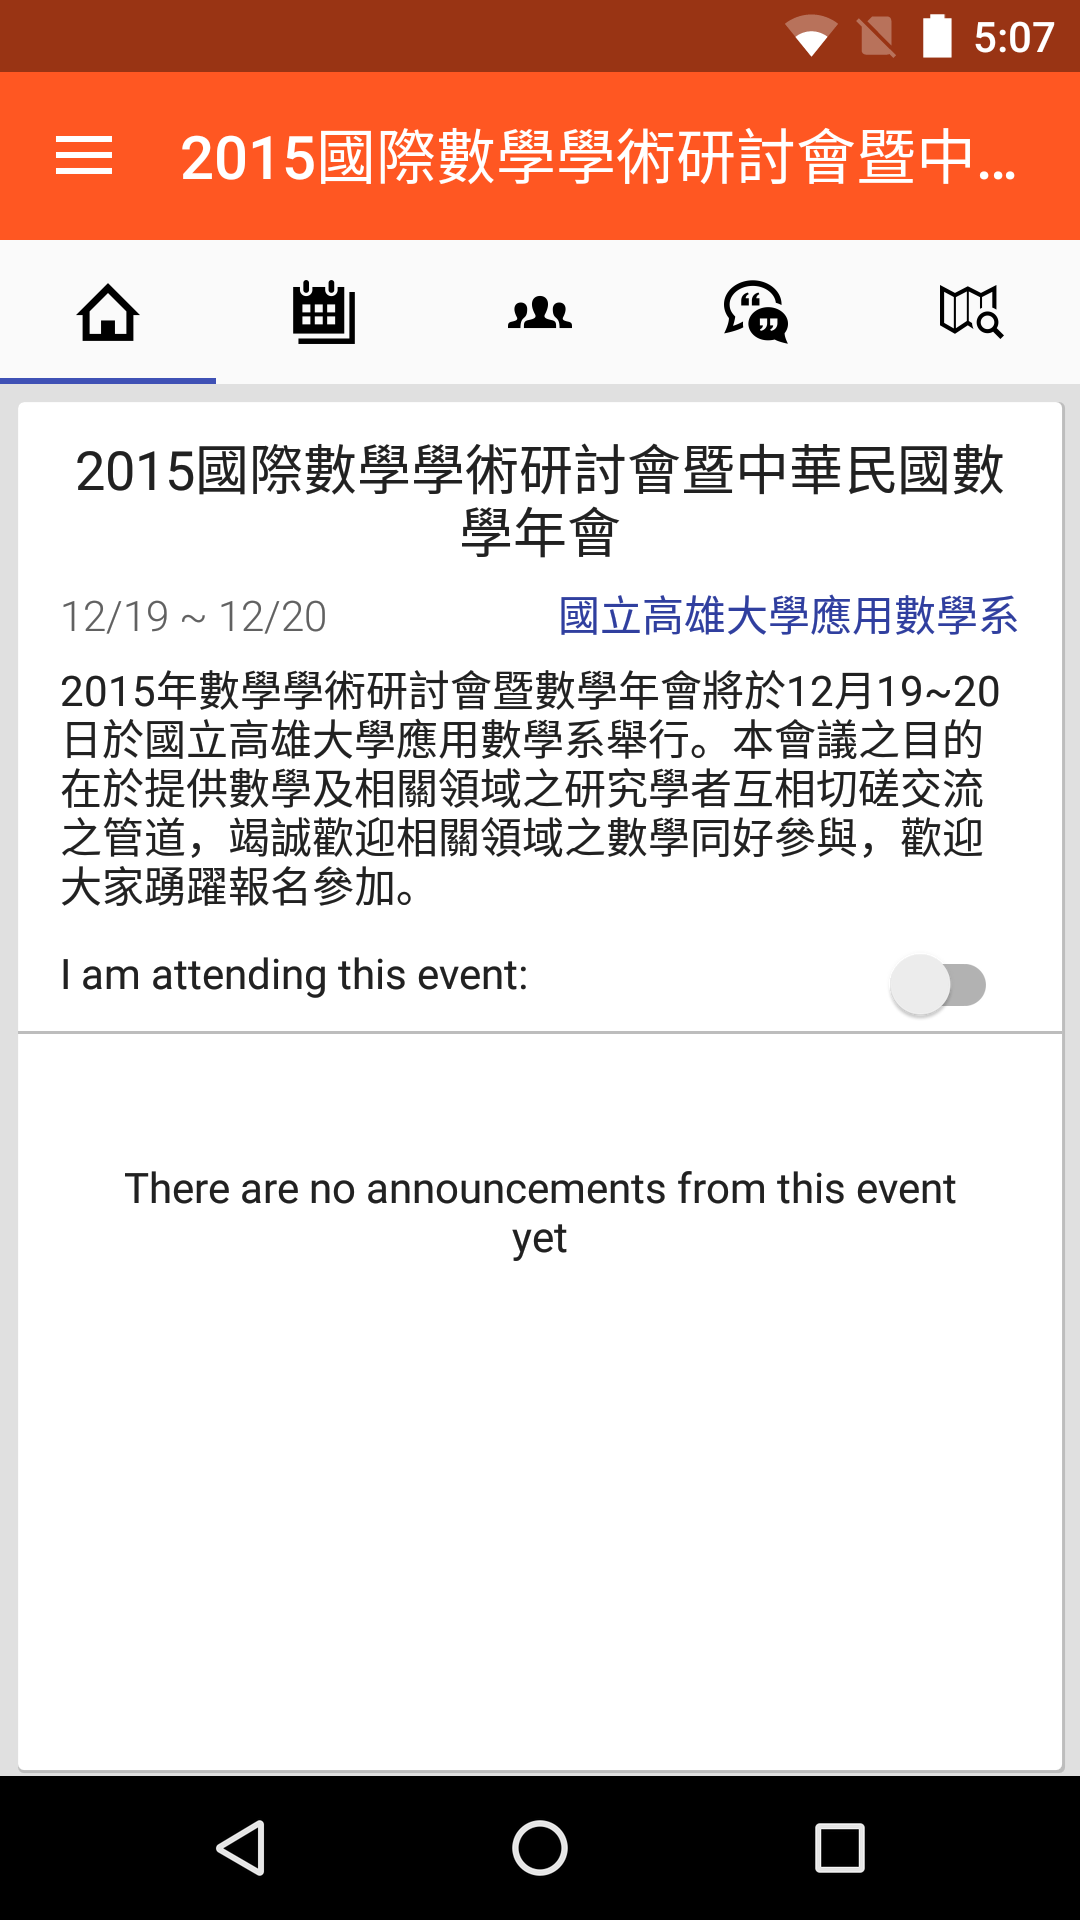 5:07
2015國際數學學術研討會暨中...
2015國際數學學術研討會暨中華民國數
學年會
12/19 ~ 12/20
國立高雄大學應用數學系
2015年數學學術研討會暨數學年會將於12月19~20
日於國立高雄大學應用數學系舉行。本會議之目的
在於提供數學及相關領域之研究學者互相切磋交流
之管道，竭誠歡迎相關領域之數學同好參與，歡迎
大家踴躍報名參加。
I am attending this event:
There are no announcements from this event
yet